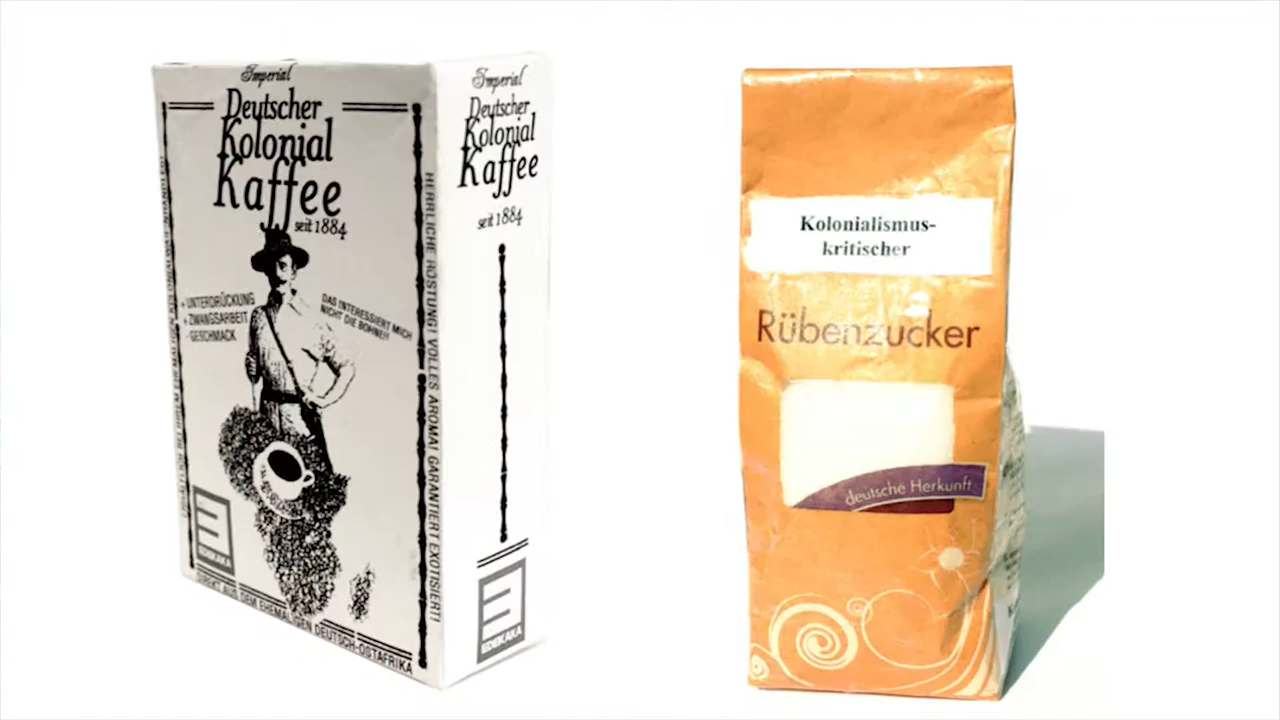 Imperial
Deutscher
Kolonial
Kaffee
seit 1884
+ UNTERDRÜCKUNG
+ ZWANGSARBEIT
- GESCHMACK
DAS INTERESSIERT MICH
NICHT DIE BOHNE!!
HERRLICHE RÖSTUNG! VOLLES AROMA! GARANTIERT EXOTISIERT!
EDEKAKA
DIREKT AUS DEM EHEMALIGEN DEUTSCH-OSTAFRIKA
Imperial
Deutscher
Kolonial
Kaffee
seit 1884
EDEKAKA
Kolonialismus-
kritischer
Rübenzucker
deutsche Herkunft